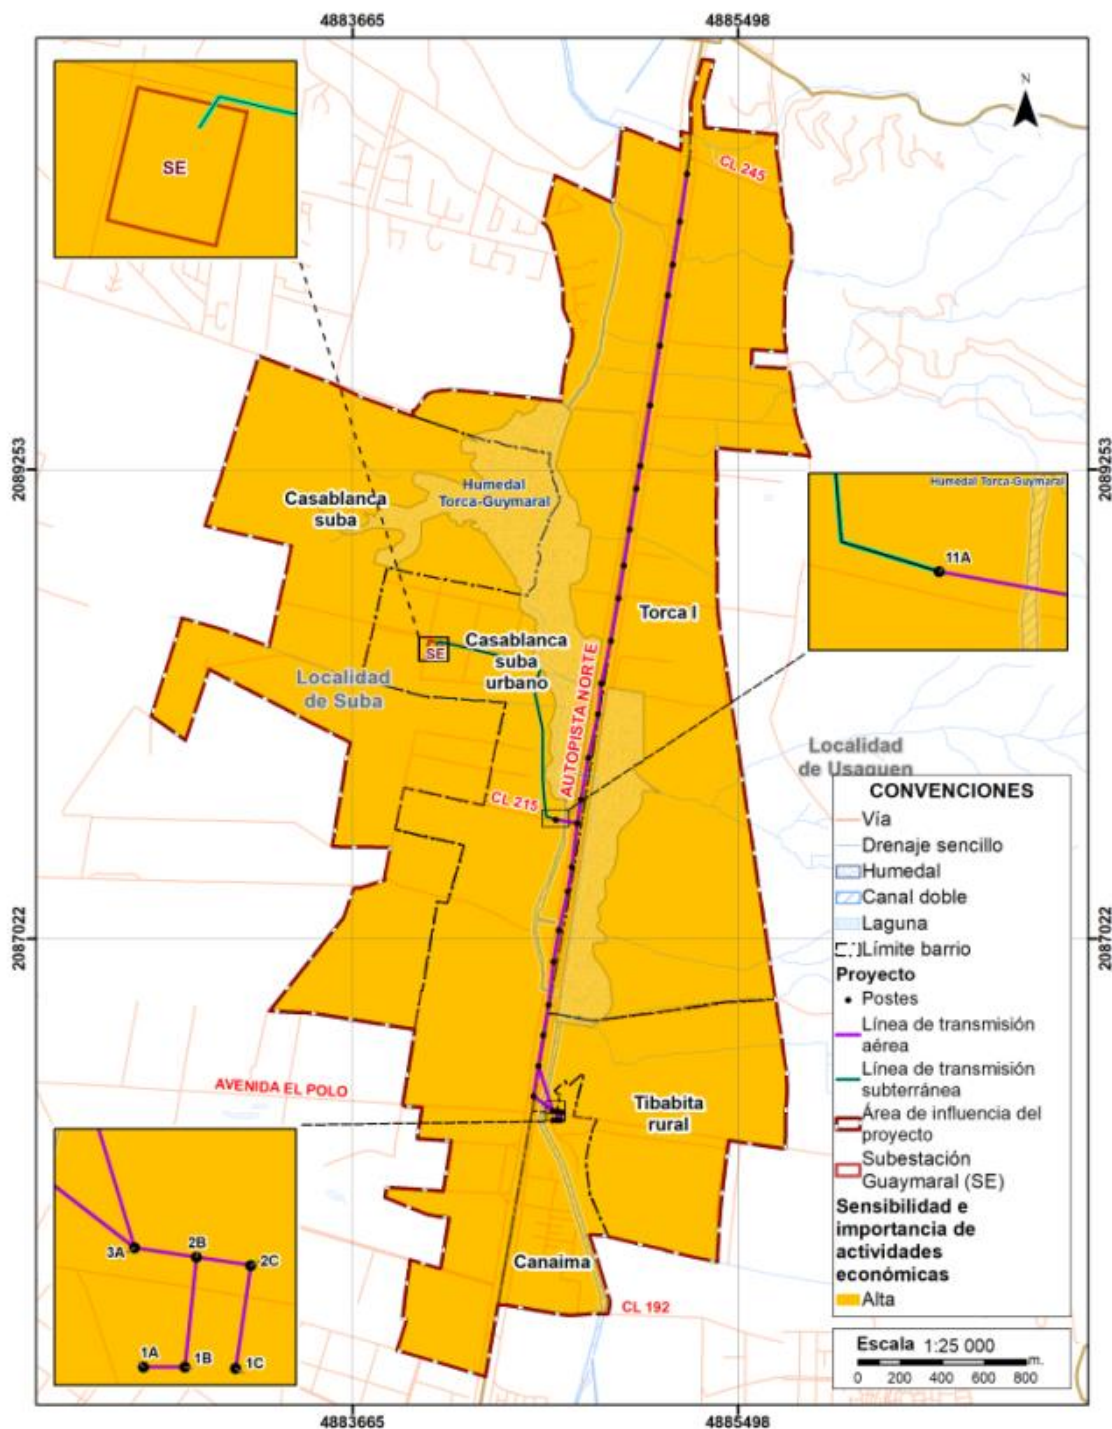 4883665
4885498
N
SE
CL 245
2089253
2089253
Humedal
Torca-Guymaral
Casablanca
suba
Humedal Torca-Guymaral
11A
Torca I
Casablanca
suba
urbano
SE
Localidad
de Suba
AUTOPISTA NORTE
Localidad
de Usaquen
CL 215
CONVENCIONES
Vía
Drenaje sencillo
Humedal
Canal doble
Laguna
Límite barrio
Proyecto
Postes
Línea de transmisión
aérea
Línea de transmisión
subterránea
Área de influencia del
proyecto
Subestación
Guaymaral (SE)
Sensibilidad e
importancia de
actividades
económicas
Alta
2087022
2087022
AVENIDA EL POLO
Tibabita
rural
3A
2B
2C
1A
1B
1C
Canaima
CL 192
Escala 1:25 000
m.
0 200 400 600 800
4883665
4885498